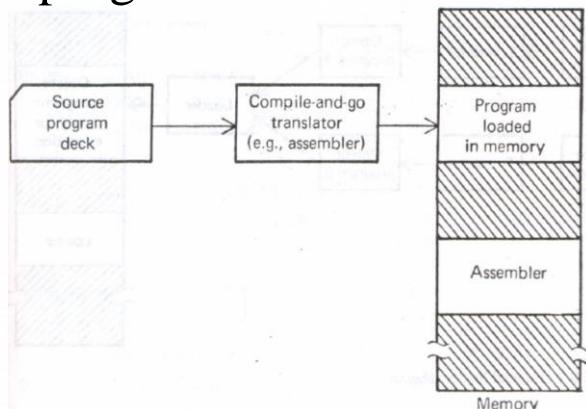 Source
program
deck
Compile-and-go
translator
(e.g., assembler)
Program
loaded
in memory
Assembler
Memory